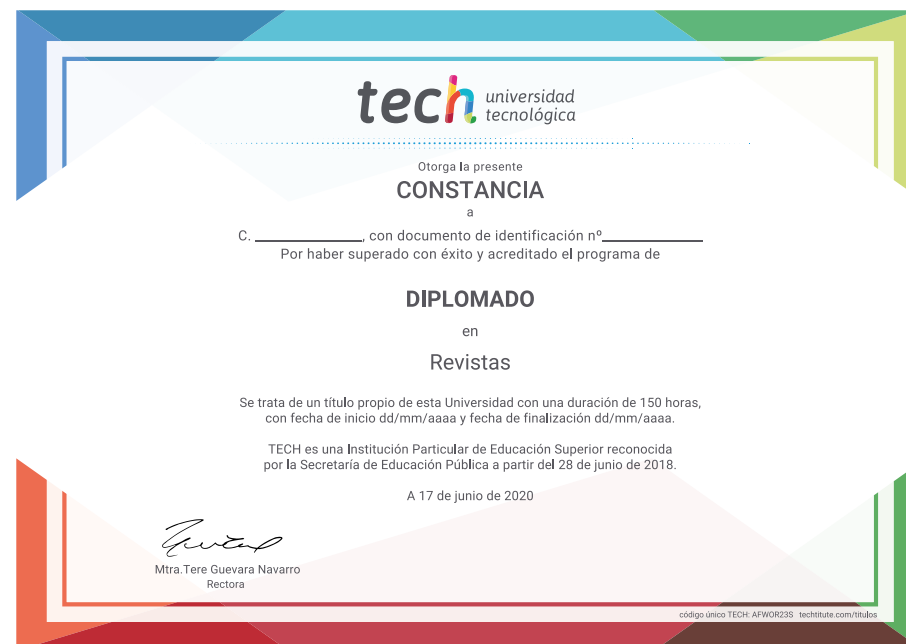 tech universidad
tecnológica
Otorga la presente
CONSTANCIA
a
C. ____________, con documento de identificación nº____________
Por haber superado con éxito y acreditado el programa de
DIPLOMADO
en
Revistas
Se trata de un título propio de esta Universidad con una duración de 150 horas,
con fecha de inicio dd/mm/aaaa y fecha de finalización dd/mm/aaaa.
TECH es una Institución Particular de Educación Superior reconocida
por la Secretaría de Educación Pública a partir del 28 de junio de 2018.
A 17 de junio de 2020
Mtra.Tere Guevara Navarro
Rectora
código único TECH: AFWOR23S techtitute.com/titulos